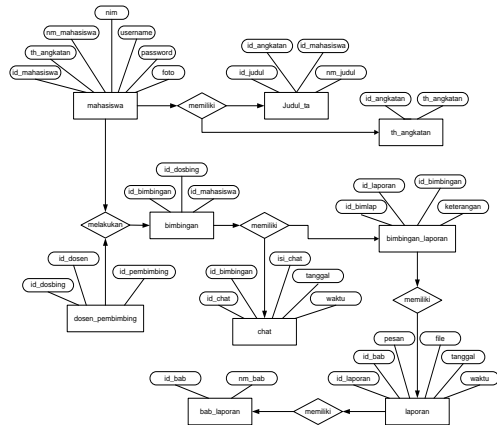 nim
nm_mahasiswa
username
th_angkatan
password
id_mahasiswa
foto
mahasiswa
memiliki
id_angkatan
id_mahasiswa
id_judul
nm_judul
Judul_ta
id_angkatan
th_angkatan
th_angkatan
id_dosbing
id_bimbingan
id_mahasiswa
melakukan
bimbingan
memiliki
id_laporan
id_bimbingan
id_bimlap
keterangan
bimbingan_laporan
id_dosen
id_dosbing
id_pembimbing
dosen_pembimbing
isi_chat
id_bimbingan
tanggal
id_chat
waktu
chat
memiliki
pesan
file
id_bab
tanggal
id_laporan
waktu
laporan
id_bab
nm_bab
bab_laporan
memiliki